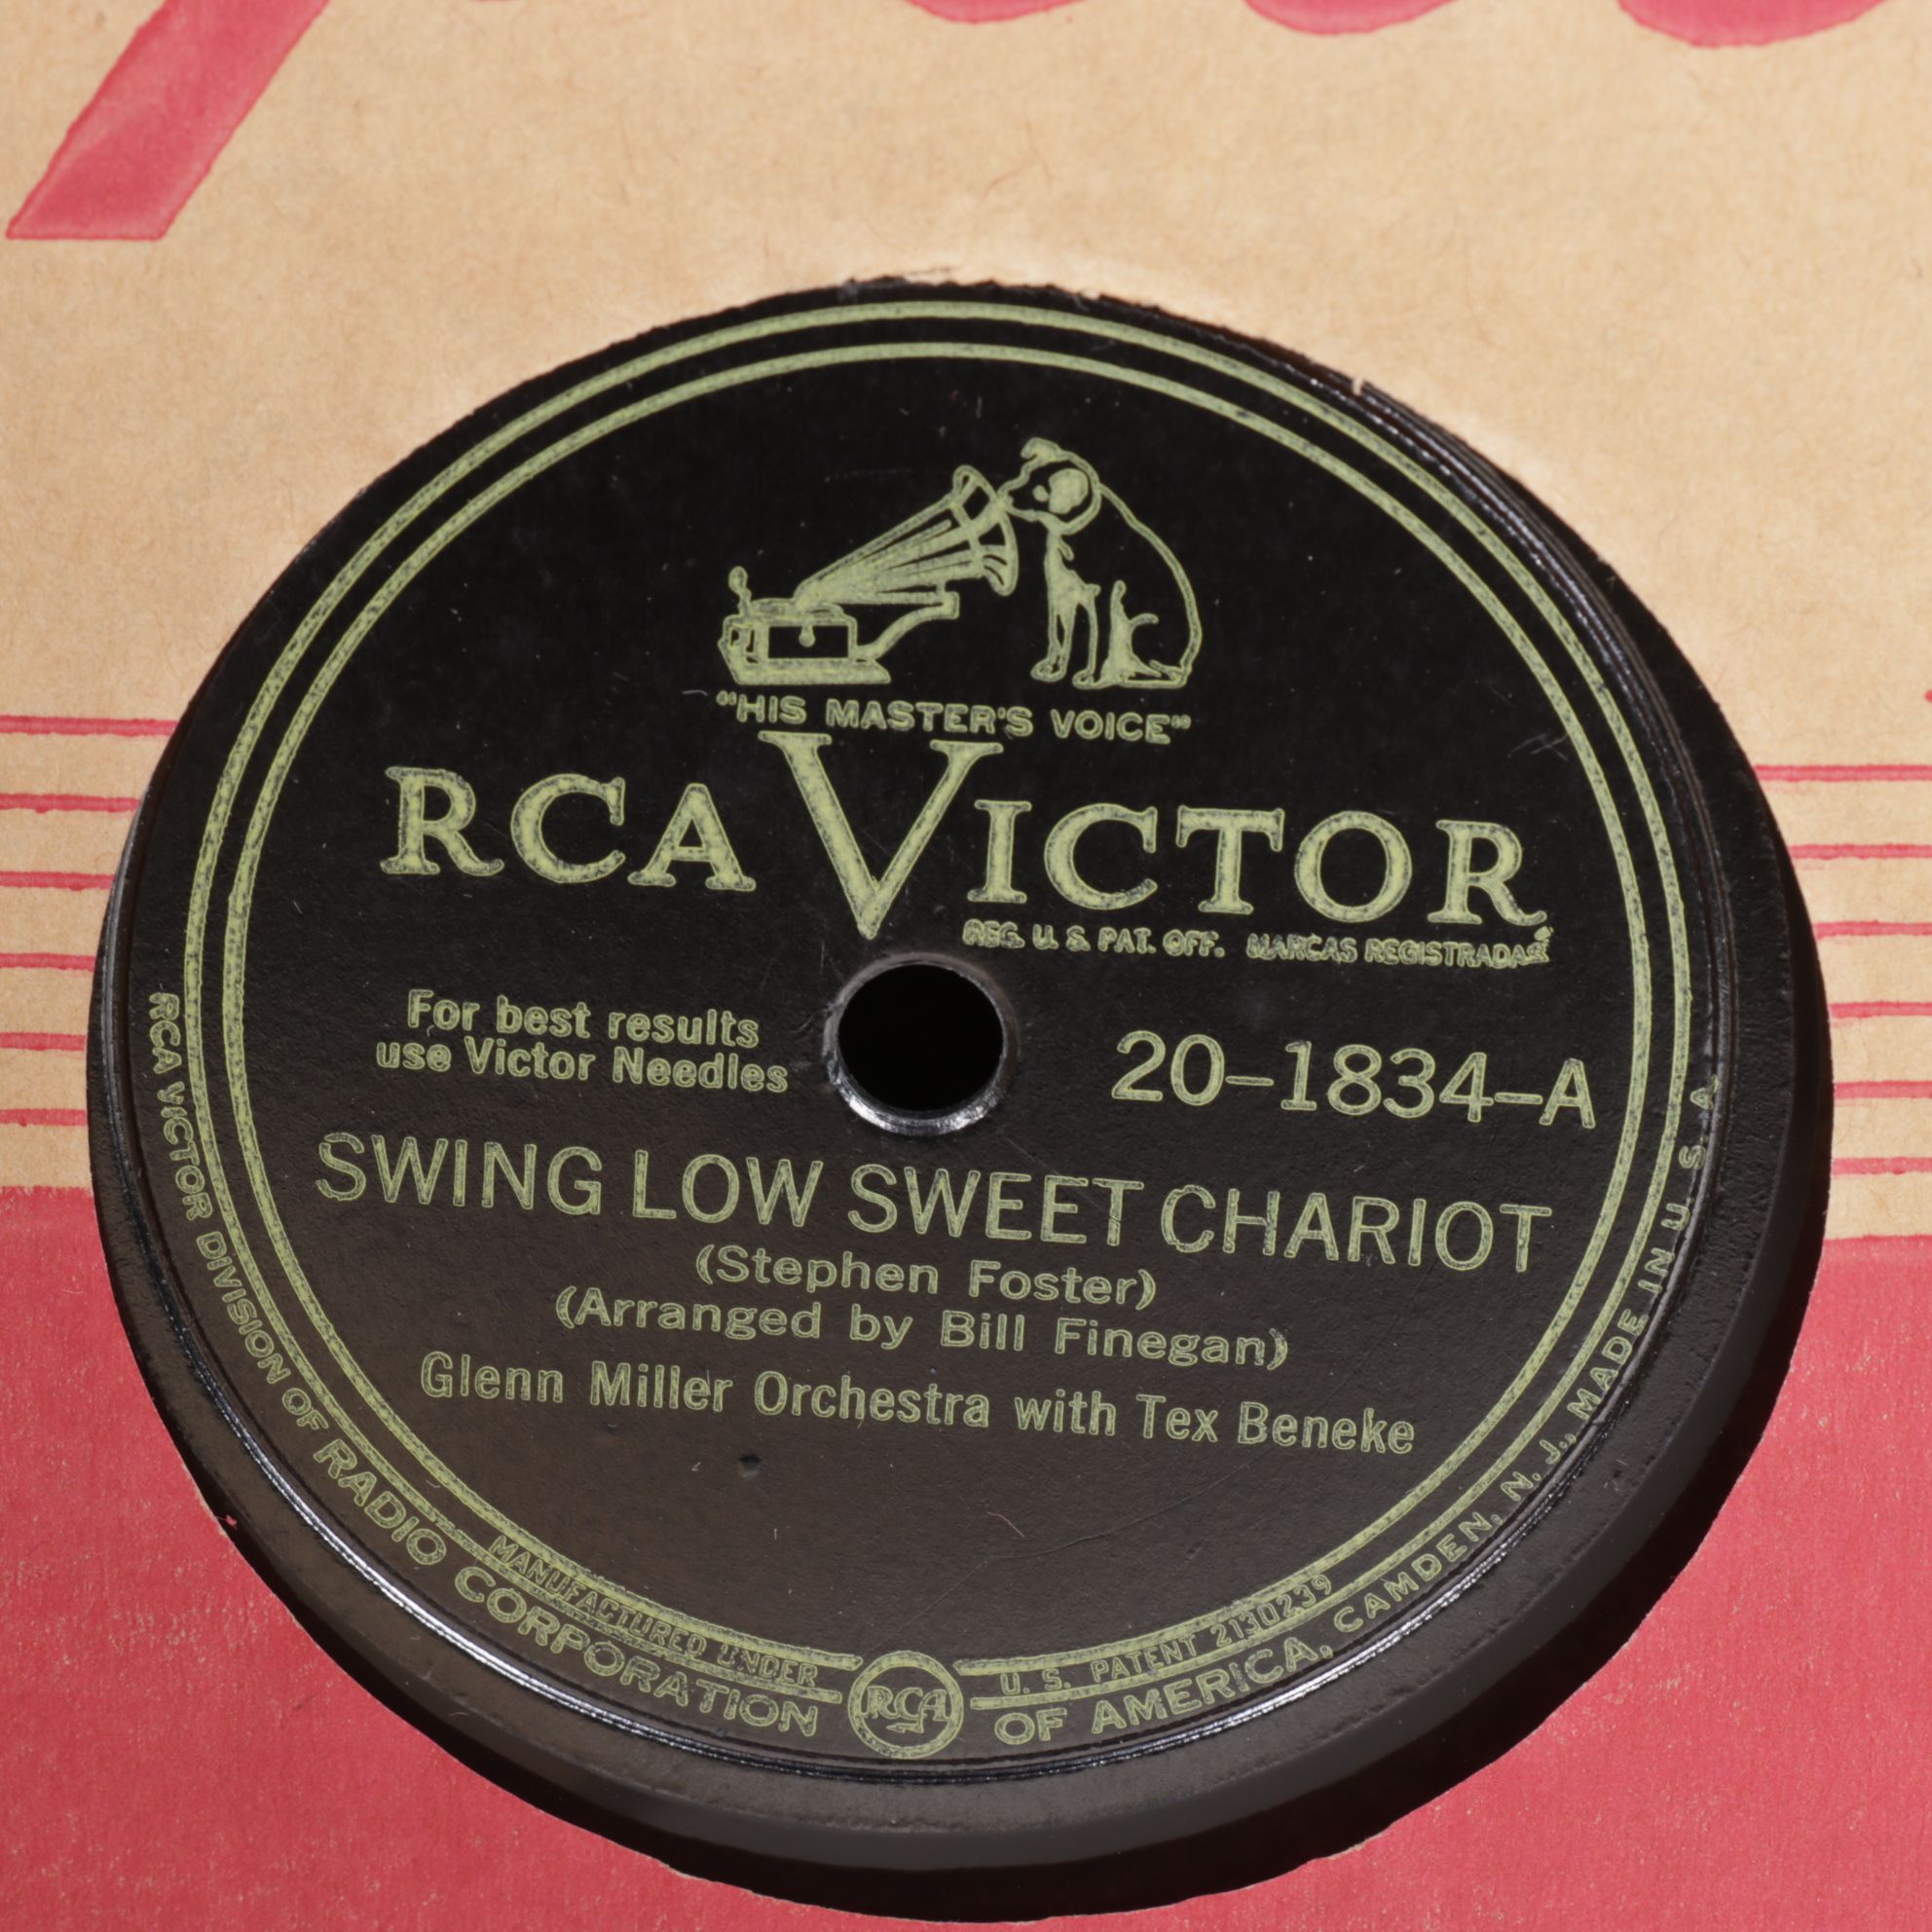 "HIS MASTER'S VOICE"
RCA VICTOR
REG. U. S. PAT. OFF. MARCAS REGISTRADAS
For best results
use Victor Needles
20-1834-A
SWING LOW SWEET CHARIOT
(Stephen Foster)
(Arranged by Bill Finegan)
Glenn Miller Orchestra with Tex Beneke
MANUFACTURED UNDER U. S. PATENT 2130239
RCA
RCA VICTOR DIVISION OF RADIO CORPORATION OF AMERICA, CAMDEN, N. J., MADE IN U. S. A.